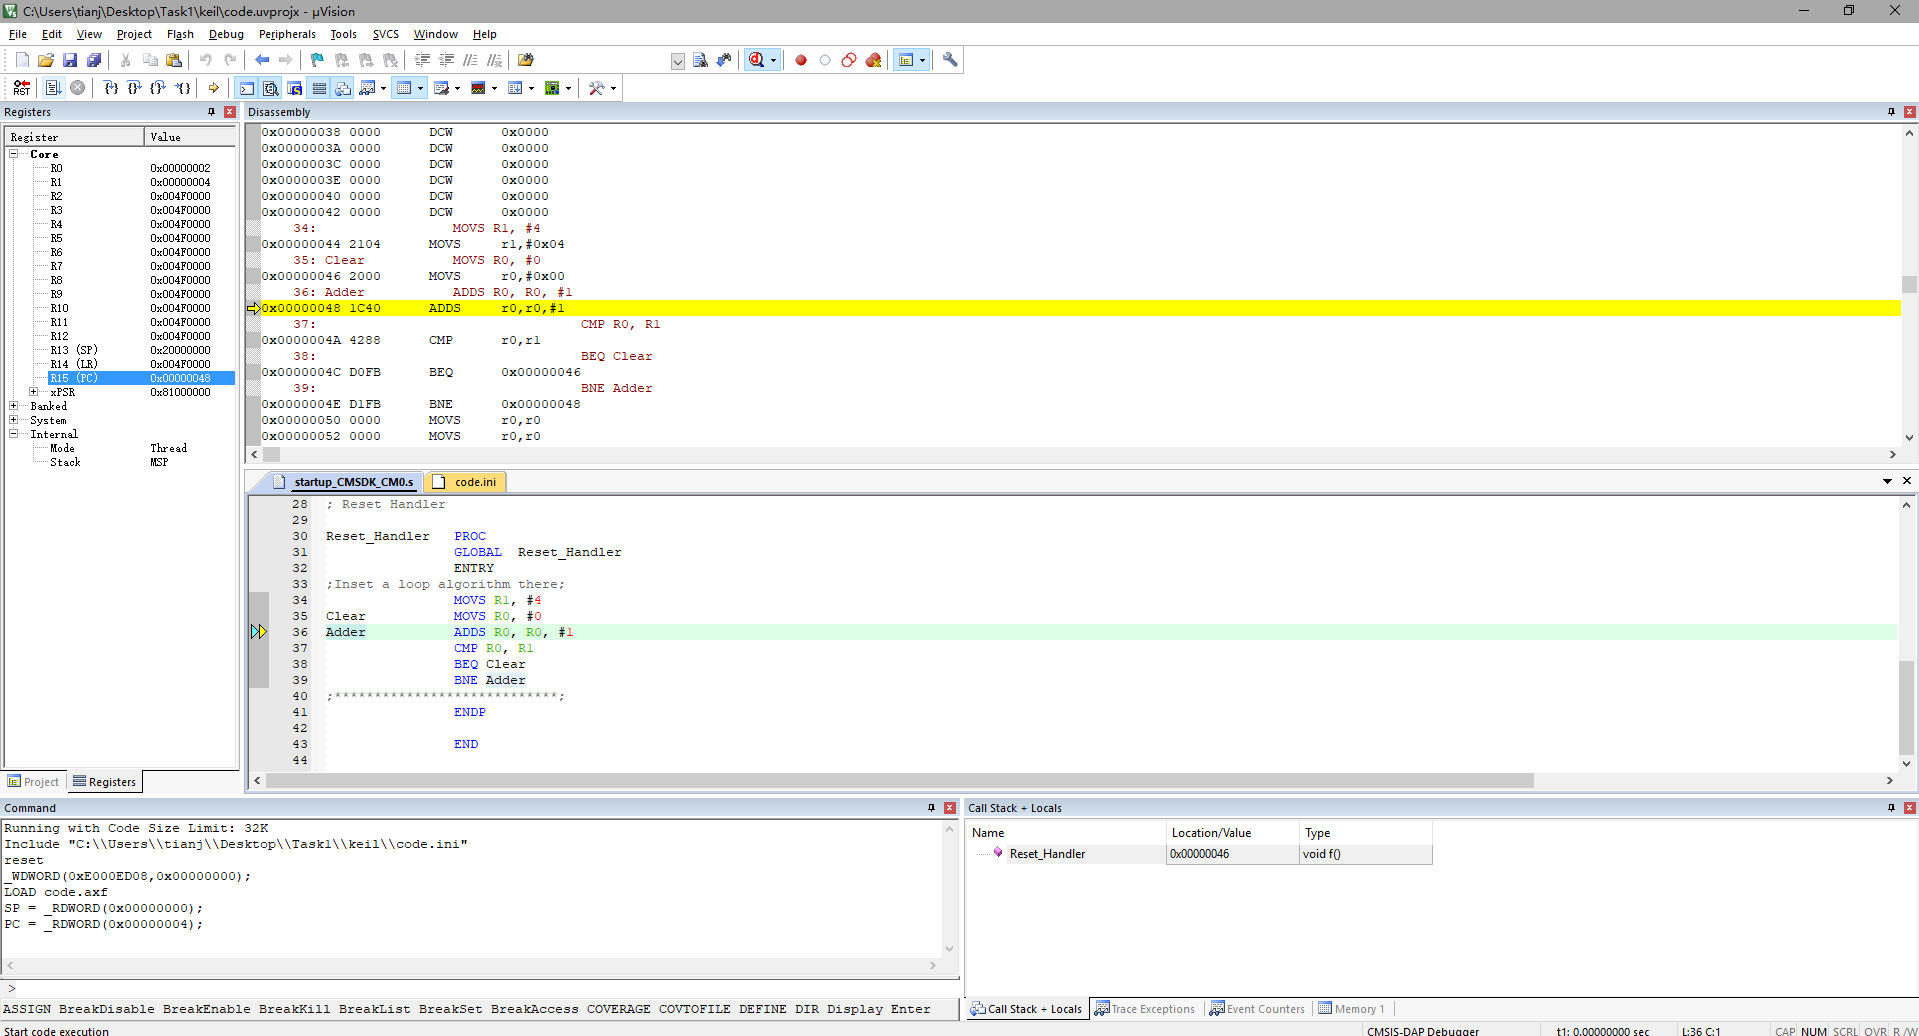 C:\Users\tianj\Desktop\Task1\keil\code.uvprojx - µVision
File Edit View Project Flash Debug Peripherals Tools SVCS Window Help
Registers
Register Value
Core
R0 0x00000002
R1 0x00000004
R2 0x004F0000
R3 0x004F0000
R4 0x004F0000
R5 0x004F0000
R6 0x004F0000
R7 0x004F0000
R8 0x004F0000
R9 0x004F0000
R10 0x004F0000
R11 0x004F0000
R12 0x004F0000
R13 (SP) 0x20000000
R14 (LR) 0x004F0000
R15 (PC) 0x00000048
xPSR 0x81000000
Banked
System
Internal
Mode Thread
Stack MSP
Project Registers
Disassembly
0x00000038 0000 DCW 0x0000
0x0000003A 0000 DCW 0x0000
0x0000003C 0000 DCW 0x0000
0x0000003E 0000 DCW 0x0000
0x00000040 0000 DCW 0x0000
0x00000042 0000 DCW 0x0000
34: MOVS R1, #4
0x00000044 2104 MOVS r1,#0x04
35: Clear MOVS R0, #0
0x00000046 2000 MOVS r0,#0x00
36: Adder ADDS R0, R0, #1
0x00000048 1C40 ADDS r0,r0,#1
37: CMP R0, R1
0x0000004A 4288 CMP r0,r1
38: BEQ Clear
0x0000004C D0FB BEQ 0x00000046
39: BNE Adder
0x0000004E D1FB BNE 0x00000048
0x00000050 0000 MOVS r0,r0
0x00000052 0000 MOVS r0,r0
startup_CMSDK_CM0.s code.ini
28 ; Reset Handler
29
30 Reset_Handler PROC
31 GLOBAL Reset_Handler
32 ENTRY
33 ;Inset a loop algorithm there;
34 MOVS R1, #4
35 Clear MOVS R0, #0
36 Adder ADDS R0, R0, #1
37 CMP R0, R1
38 BEQ Clear
39 BNE Adder
40 ;****************************;
41 ENDP
42
43 END
44
Command
Running with Code Size Limit: 32K
Include "C:\\Users\\tianj\\Desktop\\Task1\\keil\\code.ini"
reset
_WDWORD(0xE000ED08,0x00000000);
LOAD code.axf
SP = _RDWORD(0x00000000);
PC = _RDWORD(0x00000004);
>
ASSIGN BreakDisable BreakEnable BreakKill BreakList BreakSet BreakAccess COVERAGE COVTOFILE DEFINE DIR Display Enter
Call Stack + Locals
Name Location/Value Type
Reset_Handler 0x00000046 void f()
Call Stack + Locals Trace Exceptions Event Counters Memory 1
Start code execution CMSIS-DAP Debugger t1: 0.00000000 sec L:36 C:1 CAP NUM SCRL OVR R/W